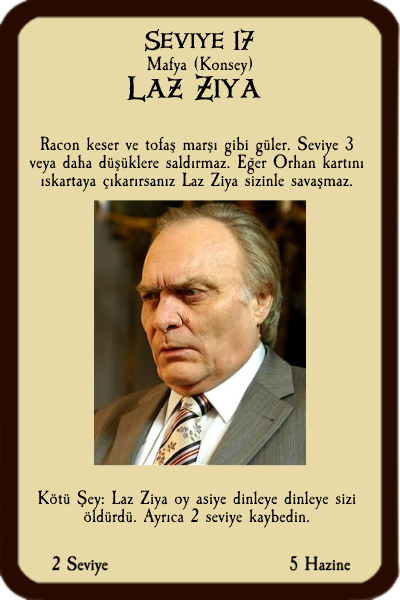 Seviye 17
Mafya (Konsey)
Laz Ziya
Racon keser ve tofaş marşı gibi güler. Seviye 3
veya daha düşüklere saldırmaz. Eğer Orhan kartını
ıskartaya çıkarırsanız Laz Ziya sizinle savaşmaz.
Kötü Şey: Laz Ziya oy asiye dinleye dinleye sizi
öldürdü. Ayrıca 2 seviye kaybedin.
2 Seviye 5 Hazine